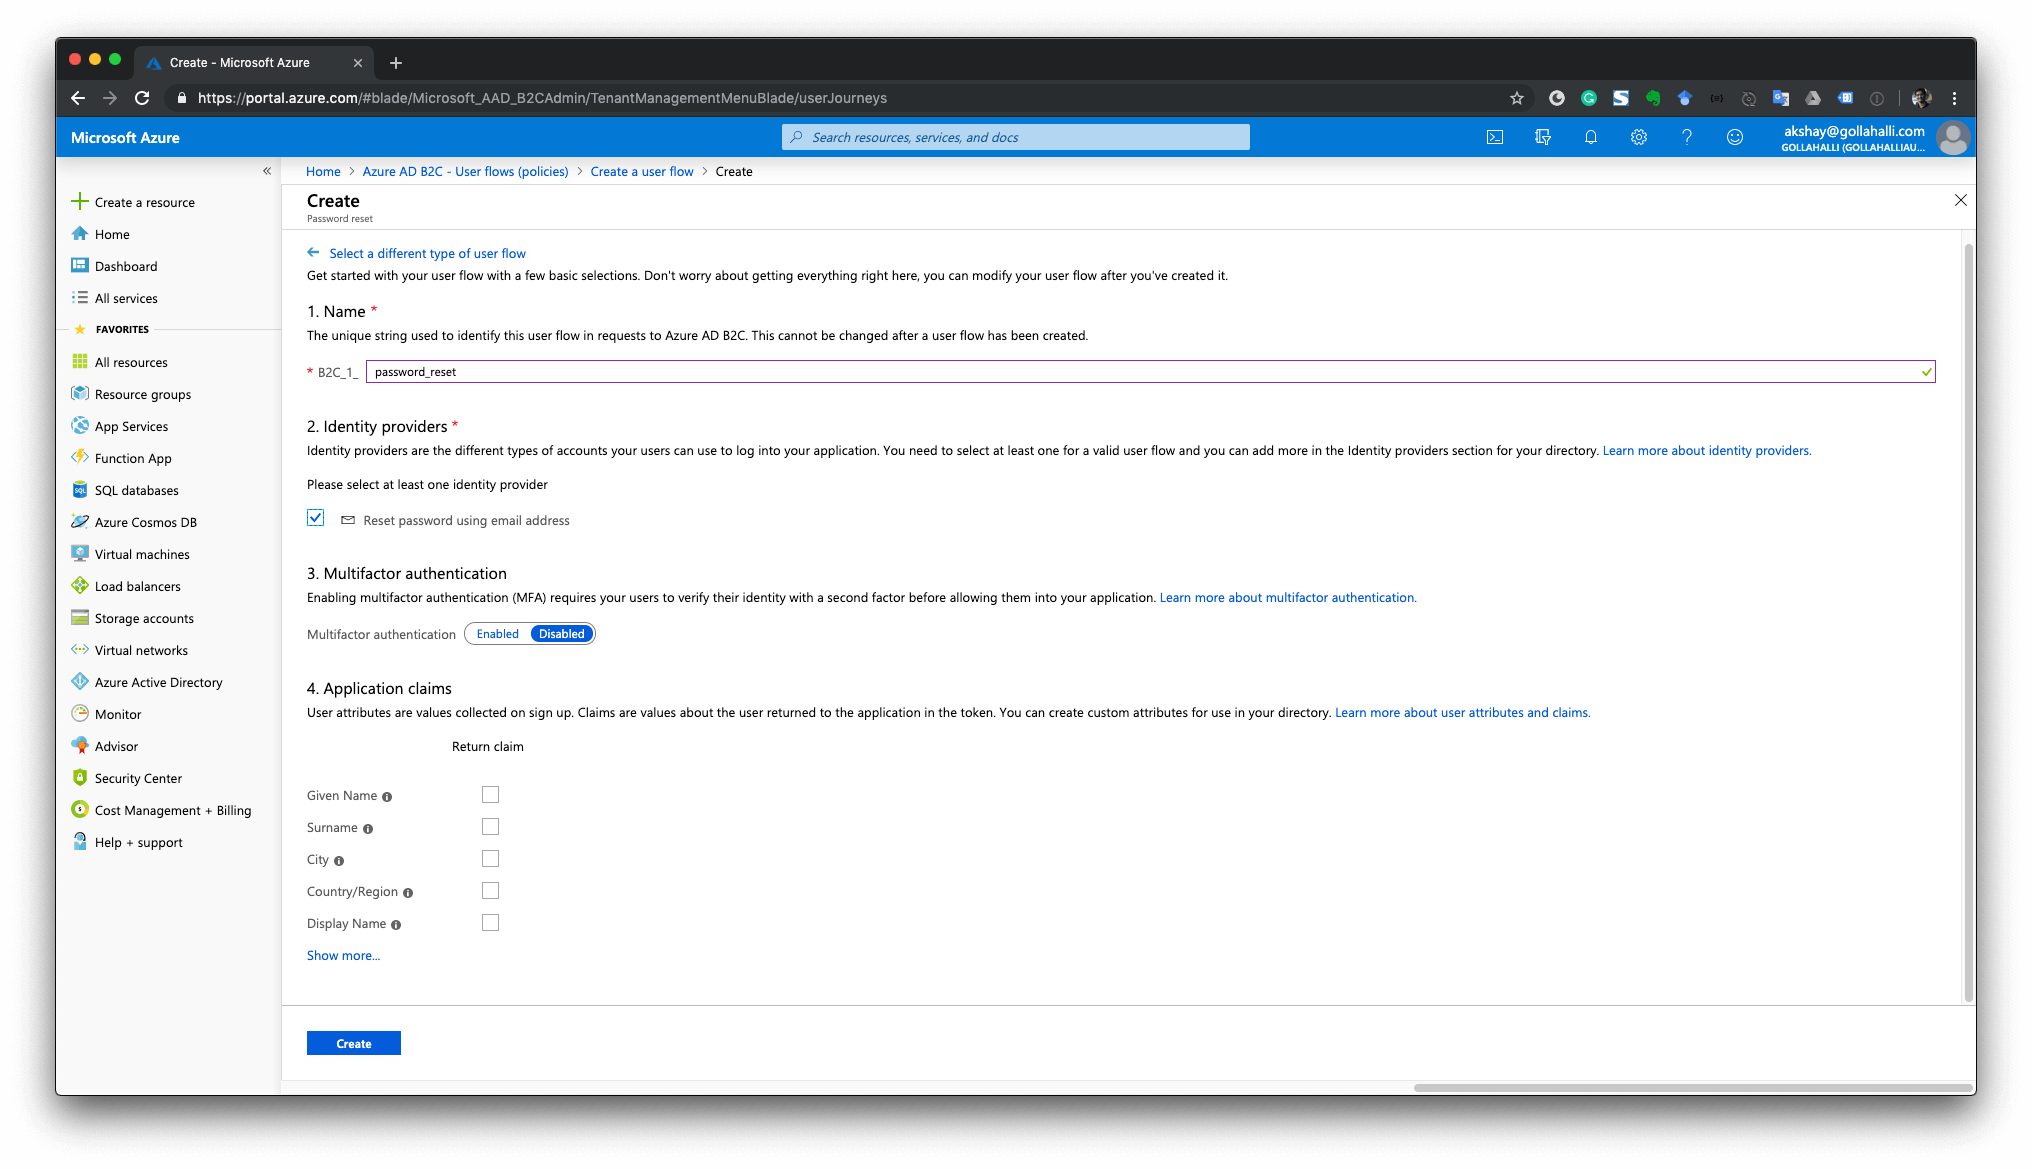 Create - Microsoft Azure
https://portal.azure.com/#blade/Microsoft_AAD_B2CAdmin/TenantManagementMenuBlade/userJourneys
Microsoft Azure
Search resources, services, and docs
akshay@gollahalli.com
GOLLAHALLI (GOLLAHALLIAU...
Create a resource
Home
Dashboard
All services
FAVORITES
All resources
Resource groups
App Services
Function App
SQL databases
Azure Cosmos DB
Virtual machines
Load balancers
Storage accounts
Virtual networks
Azure Active Directory
Monitor
Advisor
Security Center
Cost Management + Billing
Help + support
Home > Azure AD B2C - User flows (policies) > Create a user flow > Create
Create
Password reset
Select a different type of user flow
Get started with your user flow with a few basic selections. Don't worry about getting everything right here, you can modify your user flow after you've created it.
1. Name *
The unique string used to identify this user flow in requests to Azure AD B2C. This cannot be changed after a user flow has been created.
* B2C_1_ password_reset
2. Identity providers *
Identity providers are the different types of accounts your users can use to log into your application. You need to select at least one for a valid user flow and you can add more in the Identity providers section for your directory. Learn more about identity providers.
Please select at least one identity provider
Reset password using email address
3. Multifactor authentication
Enabling multifactor authentication (MFA) requires your users to verify their identity with a second factor before allowing them into your application. Learn more about multifactor authentication.
Multifactor authentication Enabled Disabled
4. Application claims
User attributes are values collected on sign up. Claims are values about the user returned to the application in the token. You can create custom attributes for use in your directory. Learn more about user attributes and claims.
Return claim
Given Name
Surname
City
Country/Region
Display Name
Show more...
Create